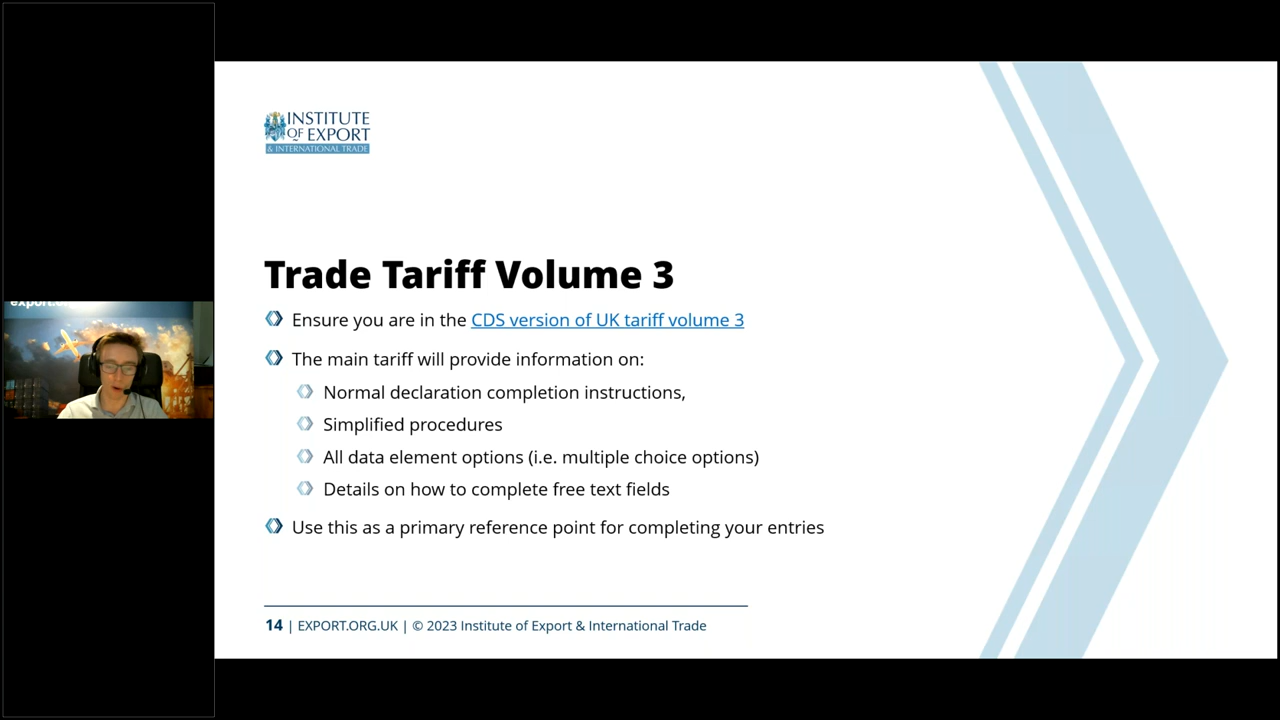 INSTITUTE
OF EXPORT
& INTERNATIONAL TRADE
Trade Tariff Volume 3
Ensure you are in the CDS version of UK tariff volume 3
The main tariff will provide information on:
Normal declaration completion instructions,
Simplified procedures
All data element options (i.e. multiple choice options)
Details on how to complete free text fields
Use this as a primary reference point for completing your entries
14 | EXPORT.ORG.UK | © 2023 Institute of Export & International Trade